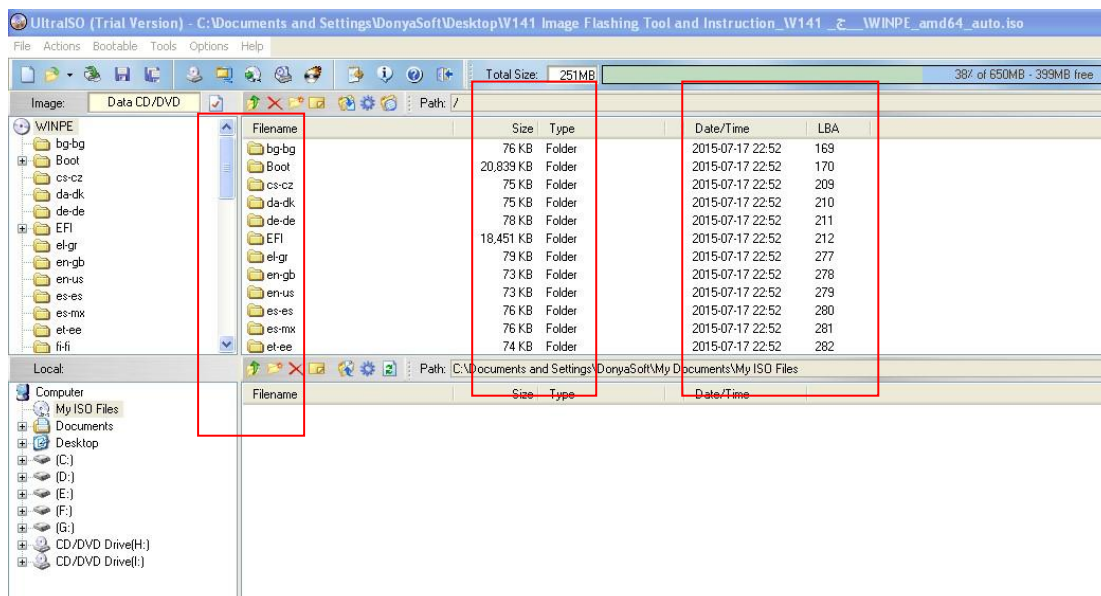 UltraISO (Trial Version) - C:\Documents and Settings\DonyaSoft\Desktop\V141 Image Flashing Tool and Instruction_\V141 _ح__\WINPE_amd64_auto.iso
File Actions Bootable Tools Options Help
Total Size: 251MB 38% of 650MB - 399MB free
Image: Data CD/DVD Path: /
WINPE
bg-bg
Boot
cs-cz
da-dk
de-de
EFI
el-gr
en-gb
en-us
es-es
es-mx
et-ee
fi-fi
Filename Size Type Date/Time LBA
bg-bg 76 KB Folder 2015-07-17 22:52 169
Boot 20,839 KB Folder 2015-07-17 22:52 170
cs-cz 75 KB Folder 2015-07-17 22:52 209
da-dk 75 KB Folder 2015-07-17 22:52 210
de-de 78 KB Folder 2015-07-17 22:52 211
EFI 18,451 KB Folder 2015-07-17 22:52 212
el-gr 79 KB Folder 2015-07-17 22:52 277
en-gb 73 KB Folder 2015-07-17 22:52 278
en-us 73 KB Folder 2015-07-17 22:52 279
es-es 76 KB Folder 2015-07-17 22:52 280
es-mx 76 KB Folder 2015-07-17 22:52 281
et-ee 74 KB Folder 2015-07-17 22:52 282
Local: Path: C:\Documents and Settings\DonyaSoft\My Documents\My ISO Files
Computer
My ISO Files
Documents
Desktop
(C:)
(D:)
(E:)
(F:)
(G:)
CD/DVD Drive(H:)
CD/DVD Drive(I:)
Filename Size Type Date/Time